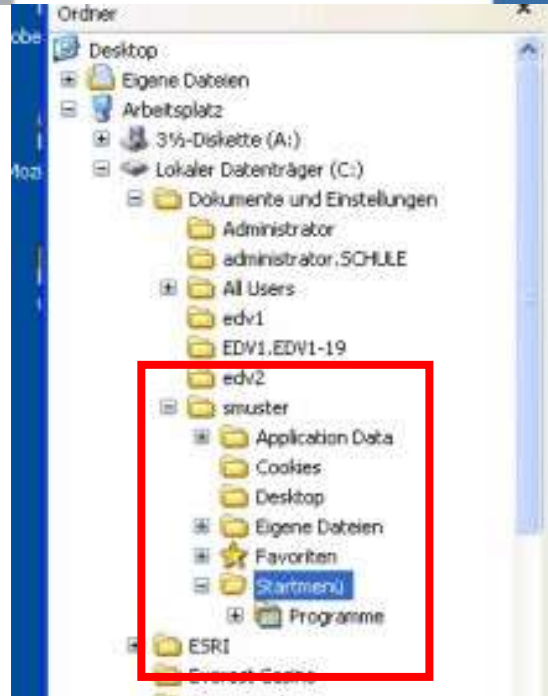 Ordner
Desktop
Eigene Dateien
Arbeitsplatz
3½-Diskette (A:)
Lokaler Datenträger (C:)
Dokumente und Einstellungen
Administrator
administrator.SCHULE
All Users
edv1
EDV1.EDV1-19
edv2
smuster
Application Data
Cookies
Desktop
Eigene Dateien
Favoriten
Startmenü
Programme
ESRI